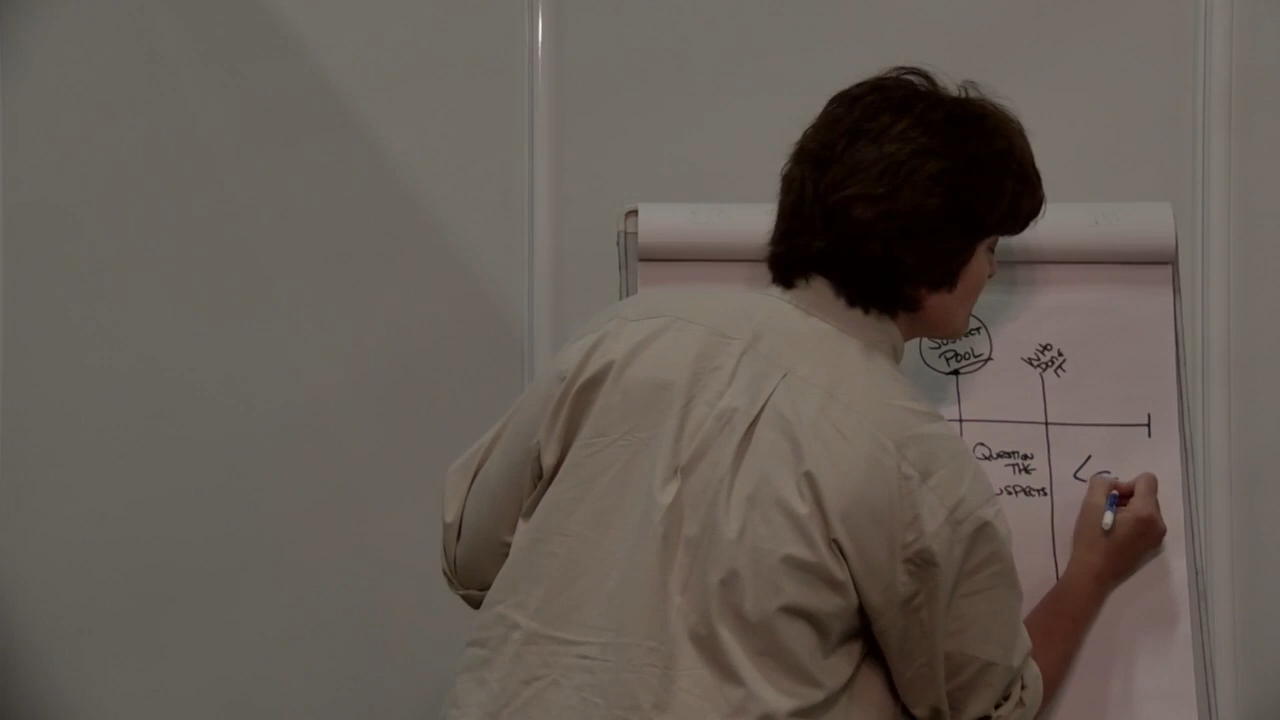 SUSPECT
POOL
WHO
DONE
IT
QUESTION
THE
SUSPECTS